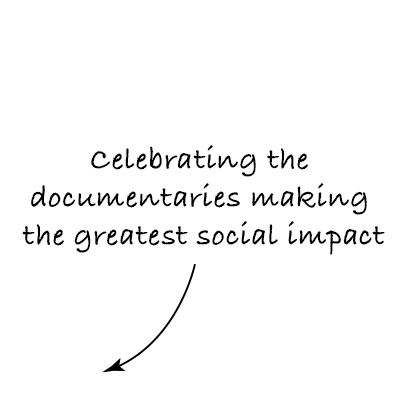 Celebrating the
documentaries making
the greatest social impact